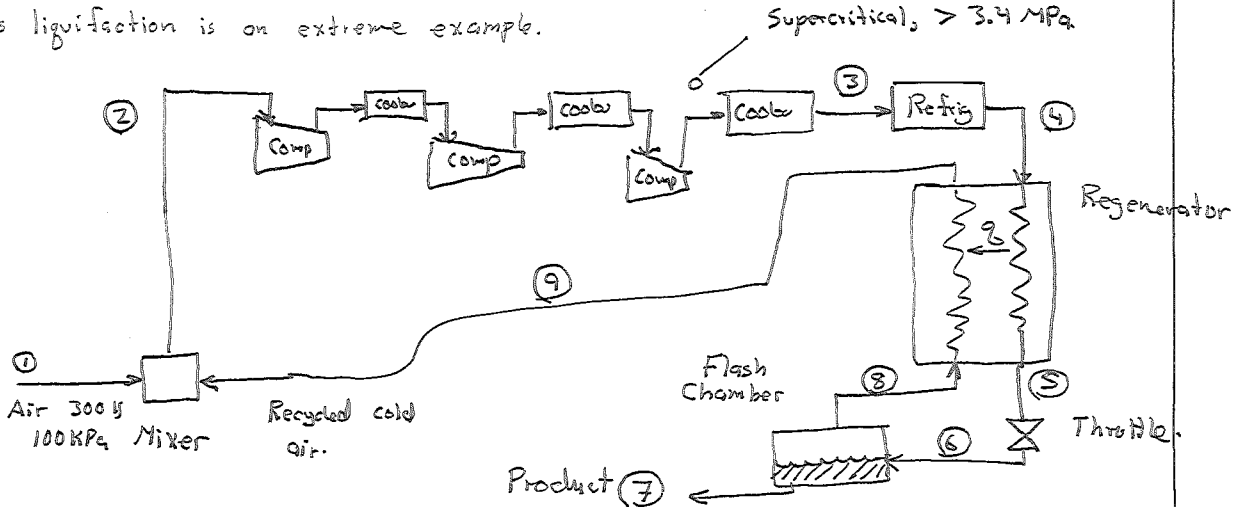 s liquifaction is an extreme example.
Supercritical, > 3.4 MPa
②
Comp
Cooler
Comp
Cooler
Comp
Cooler
③
Refrig
④
Regenerator
q
⑨
①
Air 300 K
100 KPa
Mixer
Recycled cold
air.
Flash
Chamber
⑧
⑤
Throttle.
⑥
Product ⑦